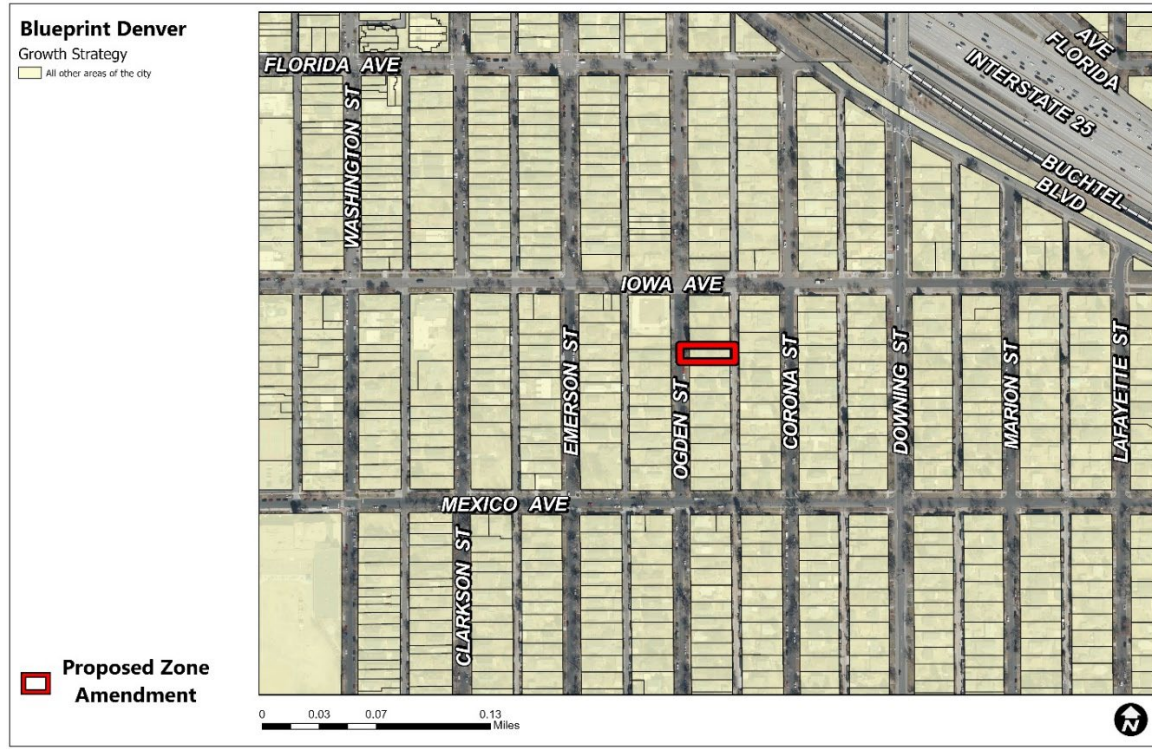 Blueprint Denver
Growth Strategy
All other areas of the city
FLORIDA AVE
WASHINGTON ST
AVE
FLORIDA
INTERSTATE 25
BUCHTEL
BLVD
IOWA AVE
EMERSON ST
OGDEN ST
CORONA ST
DOWNING ST
MARION ST
LAFAYETTE ST
MEXICO AVE
CLARKSON ST
Proposed Zone
Amendment
0 0.03 0.07 0.13
Miles
N